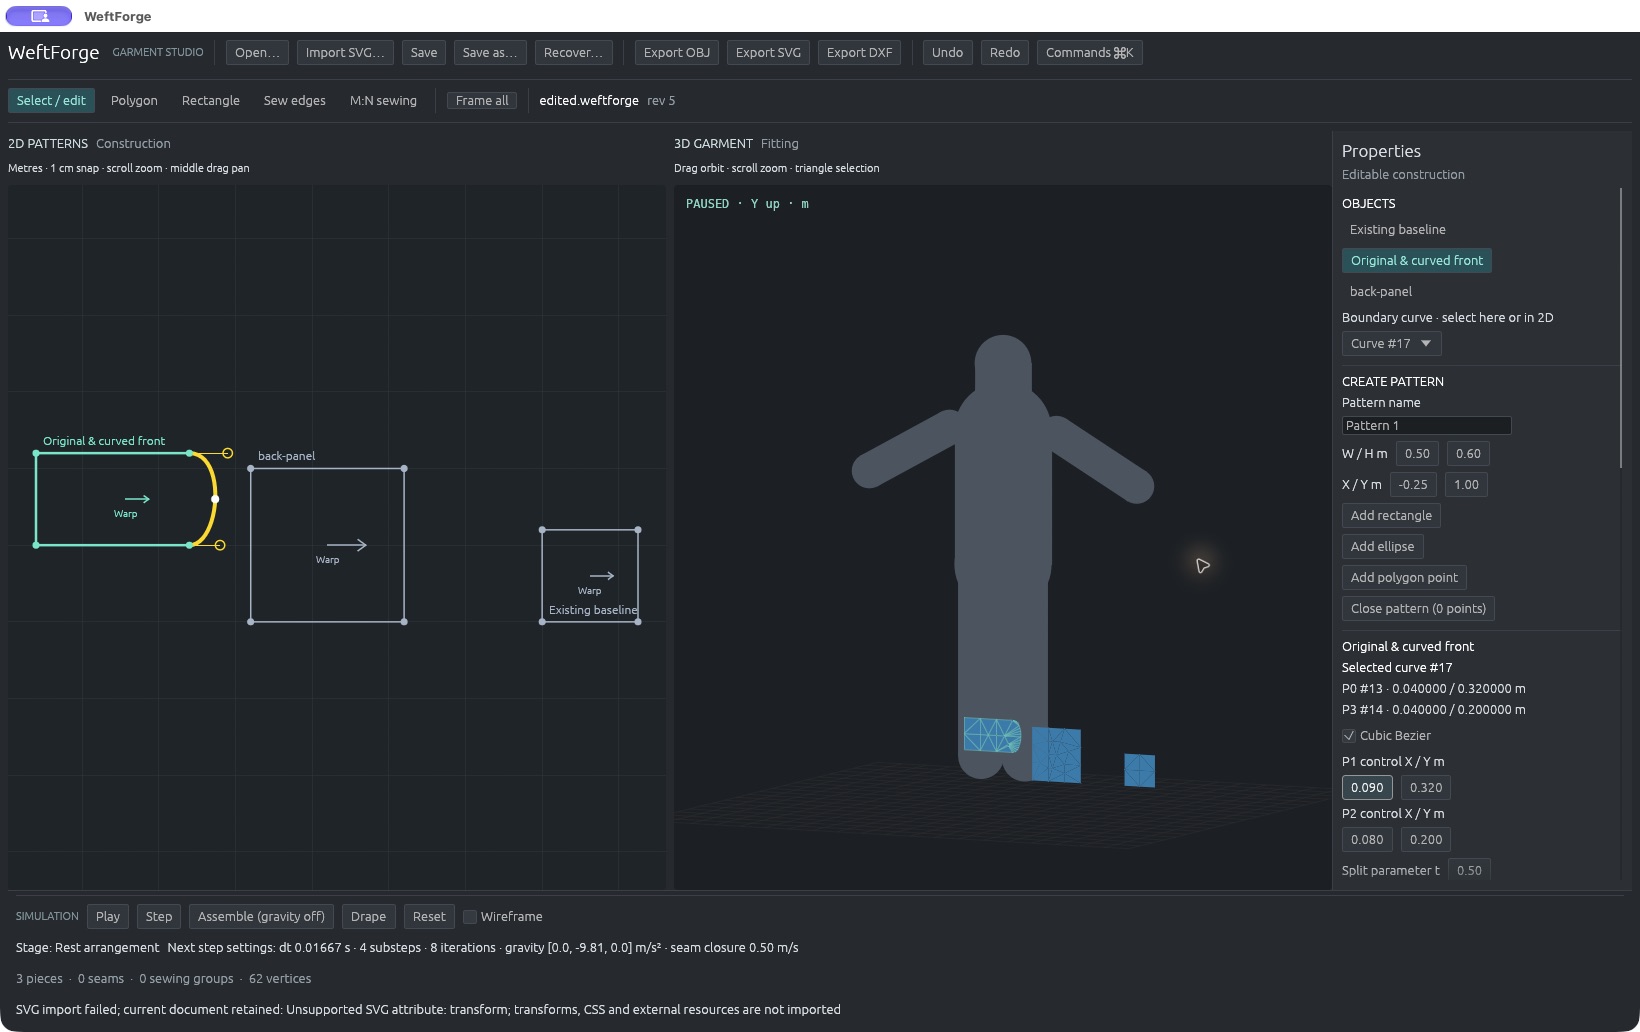 WeftForge
WeftForge GARMENT STUDIO Open… Import SVG… Save Save as… Recover… Export OBJ Export SVG Export DXF Undo Redo Commands ⌘K
Select / edit Polygon Rectangle Sew edges M:N sewing Frame all edited.weftforge rev 5
2D PATTERNS Construction
Metres · 1 cm snap · scroll zoom · middle drag pan
Original & curved front
Warp
back-panel
Warp
Warp
Existing baseline
3D GARMENT Fitting
Drag orbit · scroll zoom · triangle selection
PAUSED · Y up · m
Properties
Editable construction
OBJECTS
Existing baseline
Original & curved front
back-panel
Boundary curve · select here or in 2D
Curve #17
CREATE PATTERN
Pattern name
Pattern 1
W / H m 0.50 0.60
X / Y m -0.25 1.00
Add rectangle
Add ellipse
Add polygon point
Close pattern (0 points)
Original & curved front
Selected curve #17
P0 #13 · 0.040000 / 0.320000 m
P3 #14 · 0.040000 / 0.200000 m
Cubic Bezier
P1 control X / Y m
0.090 0.320
P2 control X / Y m
0.080 0.200
Split parameter t 0.50
SIMULATION Play Step Assemble (gravity off) Drape Reset Wireframe
Stage: Rest arrangement Next step settings: dt 0.01667 s · 4 substeps · 8 iterations · gravity [0.0, -9.81, 0.0] m/s² · seam closure 0.50 m/s
3 pieces · 0 seams · 0 sewing groups · 62 vertices
SVG import failed; current document retained: Unsupported SVG attribute: transform; transforms, CSS and external resources are not imported